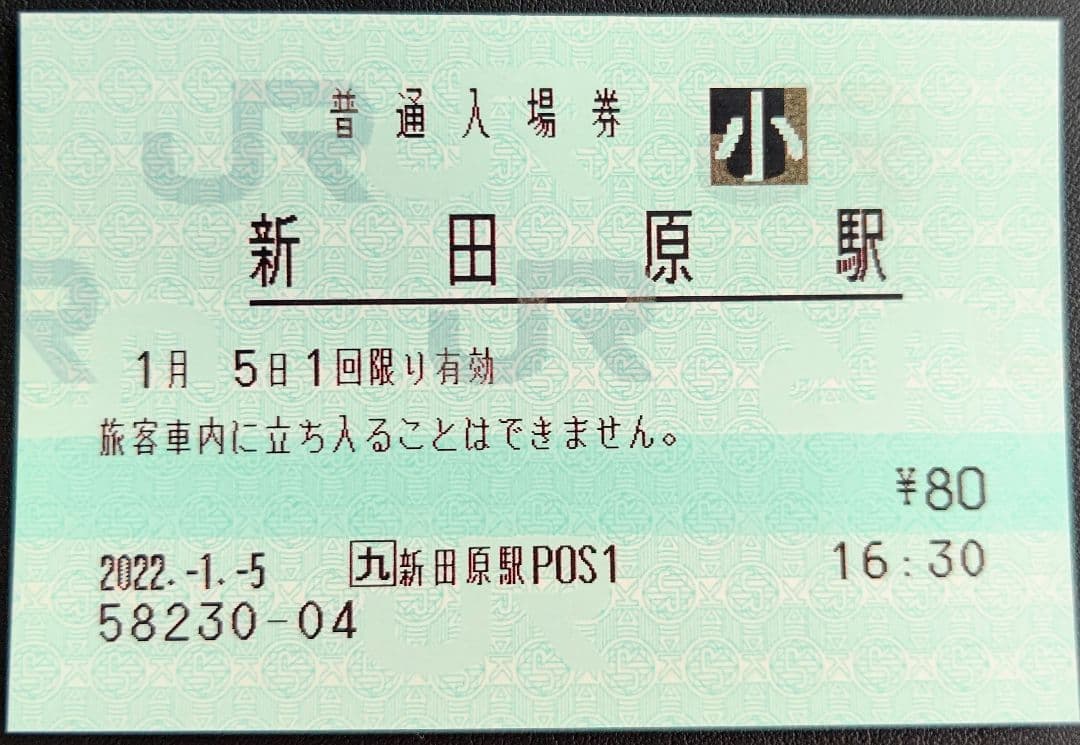 普通入場券 小
新田原駅
1月 5日1回限り有効
旅客車内に立ち入ることはできません。
¥80
2022.-1.-5 九新田原駅POS1 16:30
58230-04